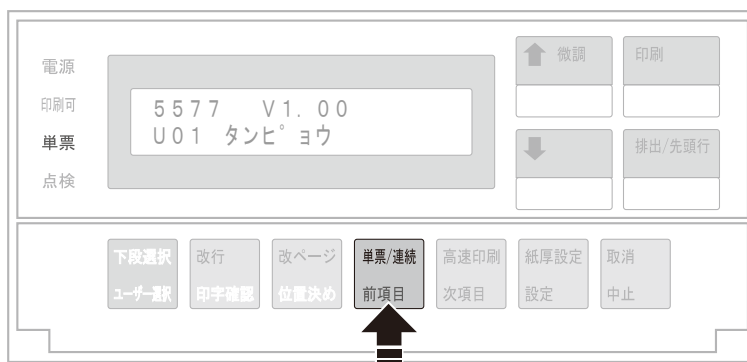 電源
印刷可
単票
点検
5577 V1.00
U01 タンピョウ
微調
印刷
排出/先頭行
下段選択
ユーザー選択
改行
印字確認
改ページ
位置決め
単票/連続
前項目
高速印刷
次項目
紙厚設定
設定
取消
中止